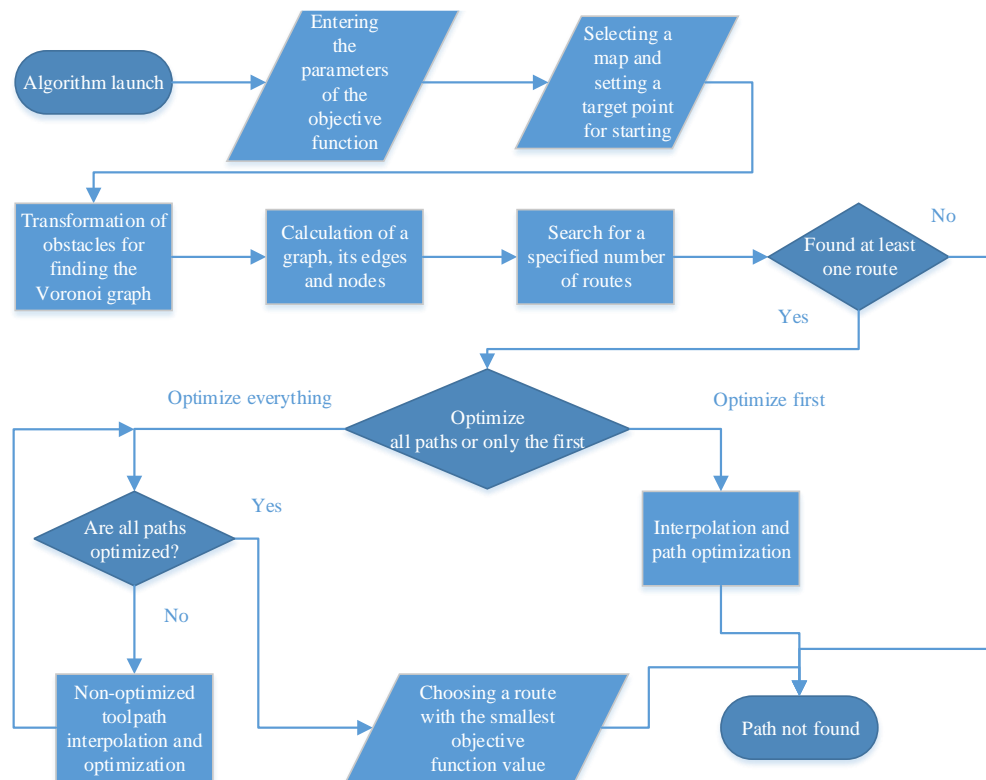 Algorithm launch
Entering
the
parameters
of the
objective
function
Selecting a
map and
setting a
target point
for starting
Transformation of
obstacles for
finding the
Voronoi graph
Calculation of a
graph, its edges
and nodes
Search for a
specified number
of routes
Found at least
one route
No
Yes
Optimize everything
Optimize
all paths or only the first
Optimize first
Are all paths
optimized?
Yes
Interpolation and
path optimization
No
Non-optimized
toolpath
interpolation and
optimization
Choosing a route
with the smallest
objective
function value
Path not found